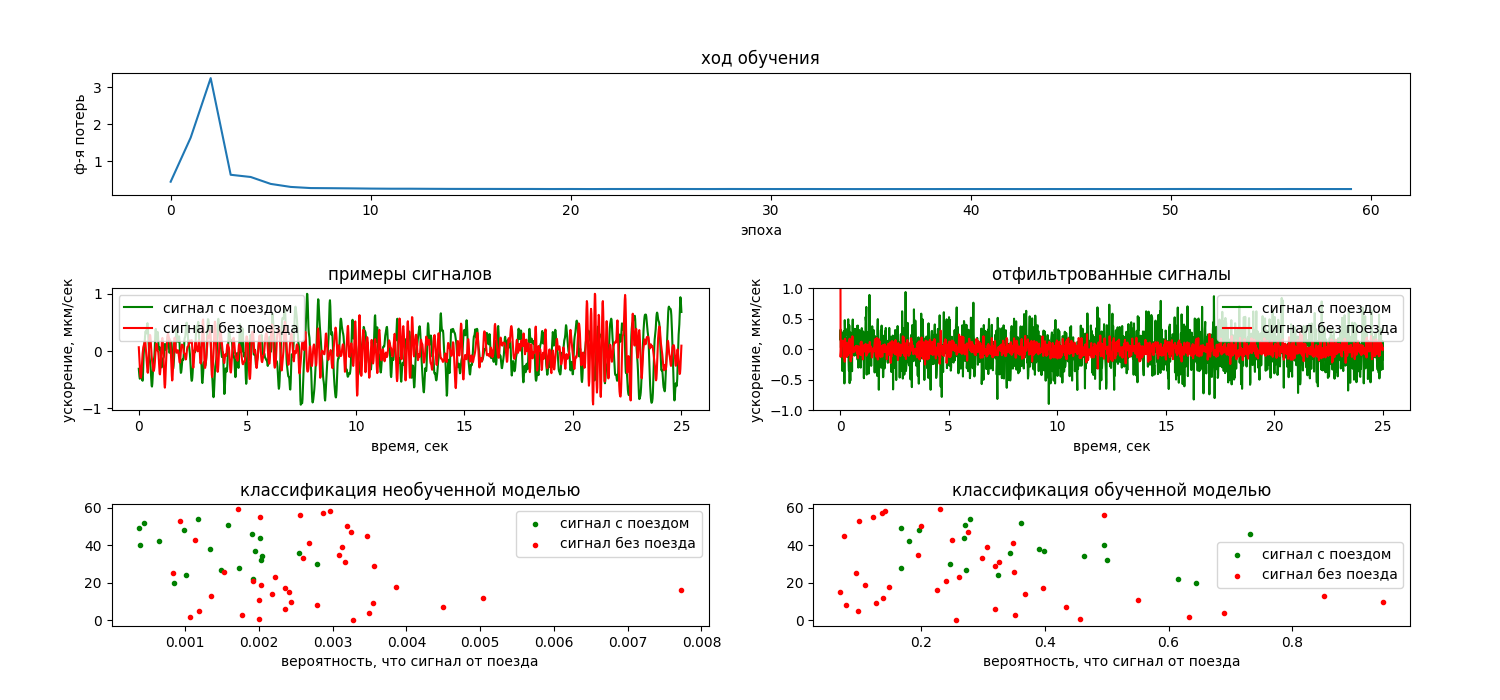 ход обучения
ф-я потерь
3
2
1
0 10 20 30 40 50 60
эпоха
примеры сигналов
ускорение, мкм/сек
1
0
−1
сигнал с поездом
сигнал без поезда
0 5 10 15 20 25
время, сек
отфильтрованные сигналы
ускорение, мкм/сек
1.0
0.5
0.0
−0.5
−1.0
сигнал с поездом
сигнал без поезда
0 5 10 15 20 25
время, сек
классификация необученной моделью
60
40
20
0
сигнал с поездом
сигнал без поезда
0.001 0.002 0.003 0.004 0.005 0.006 0.007 0.008
вероятность, что сигнал от поезда
классификация обученной моделью
60
40
20
0
сигнал с поездом
сигнал без поезда
0.2 0.4 0.6 0.8
вероятность, что сигнал от поезда